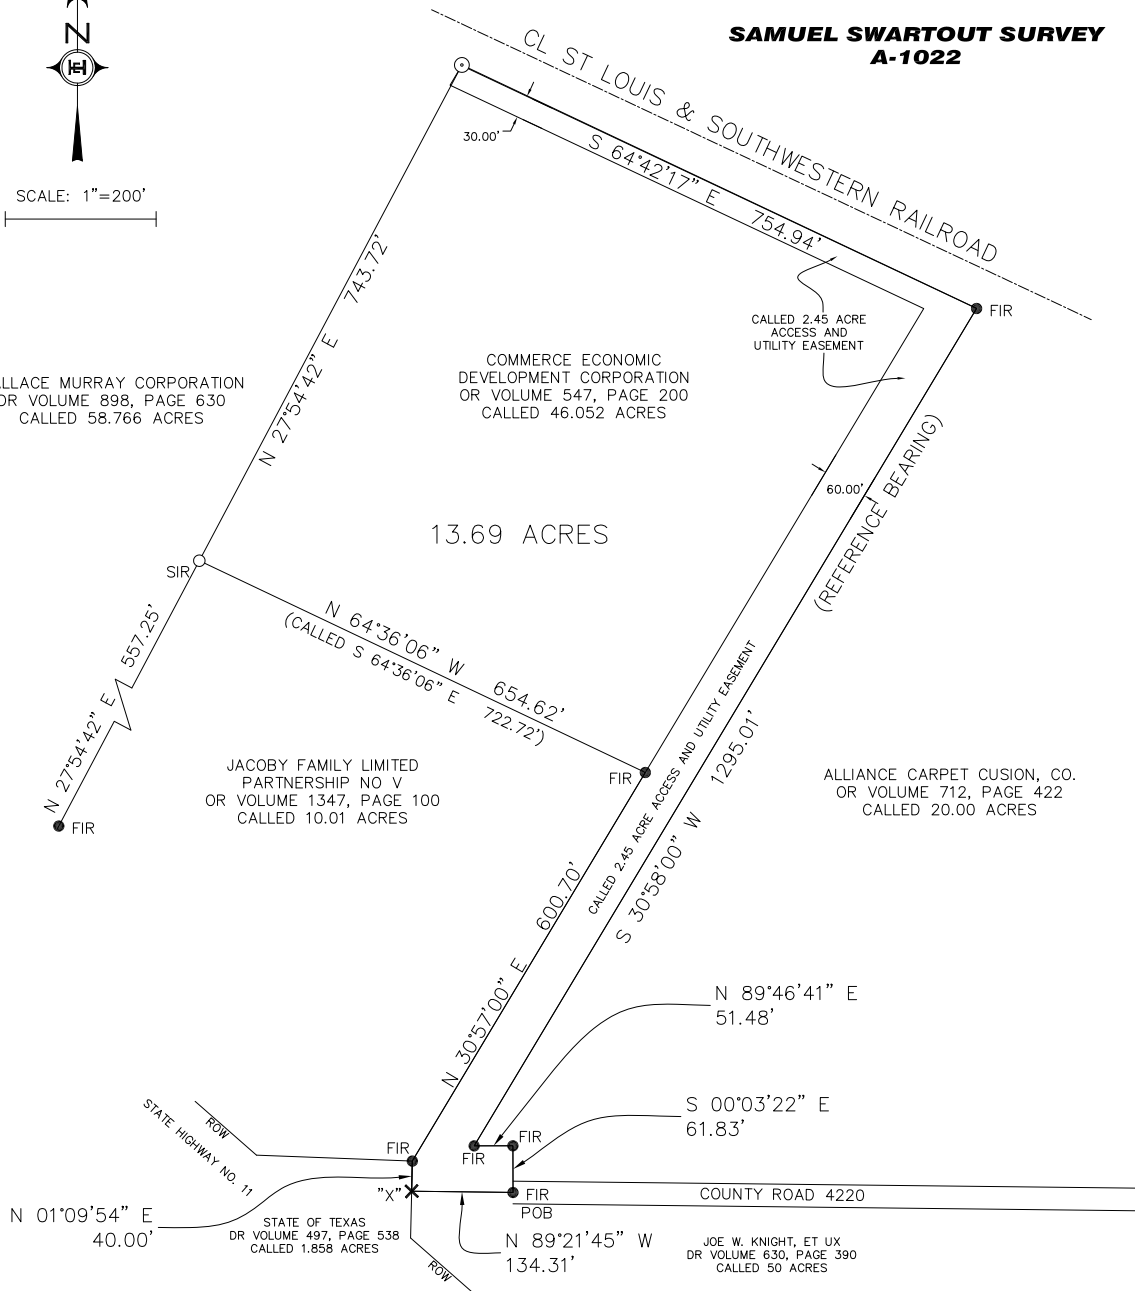 SAMUEL SWARTOUT SURVEY
A-1022
N
SCALE: 1"=200'
CL ST LOUIS & SOUTHWESTERN RAILROAD
30.00'
S 64°42'17" E 754.94'
FIR
CALLED 2.45 ACRE
ACCESS AND
UTILITY EASEMENT
N 27°54'42" E 743.72'
LLACE MURRAY CORPORATION
OR VOLUME 898, PAGE 630
CALLED 58.766 ACRES
COMMERCE ECONOMIC
DEVELOPMENT CORPORATION
OR VOLUME 547, PAGE 200
CALLED 46.052 ACRES
60.00'
(REFERENCE BEARING)
13.69 ACRES
SIR
N 64°36'06" W 654.62'
(CALLED S 64°36'06" E 722.72')
N 27°54'42" E 557.25'
FIR
FIR
JACOBY FAMILY LIMITED
PARTNERSHIP NO V
OR VOLUME 1347, PAGE 100
CALLED 10.01 ACRES
CALLED 2.45 ACRE ACCESS AND UTILITY EASEMENT
S 30°58'00" W 1295.01'
ALLIANCE CARPET CUSION, CO.
OR VOLUME 712, PAGE 422
CALLED 20.00 ACRES
N 30°57'00" E 600.70'
N 89°46'41" E
51.48'
S 00°03'22" E
61.83'
STATE HIGHWAY NO. 11
ROW
FIR
FIR
FIR
"X"
FIR
POB
COUNTY ROAD 4220
N 01°09'54" E
40.00'
STATE OF TEXAS
DR VOLUME 497, PAGE 538
CALLED 1.858 ACRES
ROW
N 89°21'45" W
134.31'
JOE W. KNIGHT, ET UX
DR VOLUME 630, PAGE 390
CALLED 50 ACRES